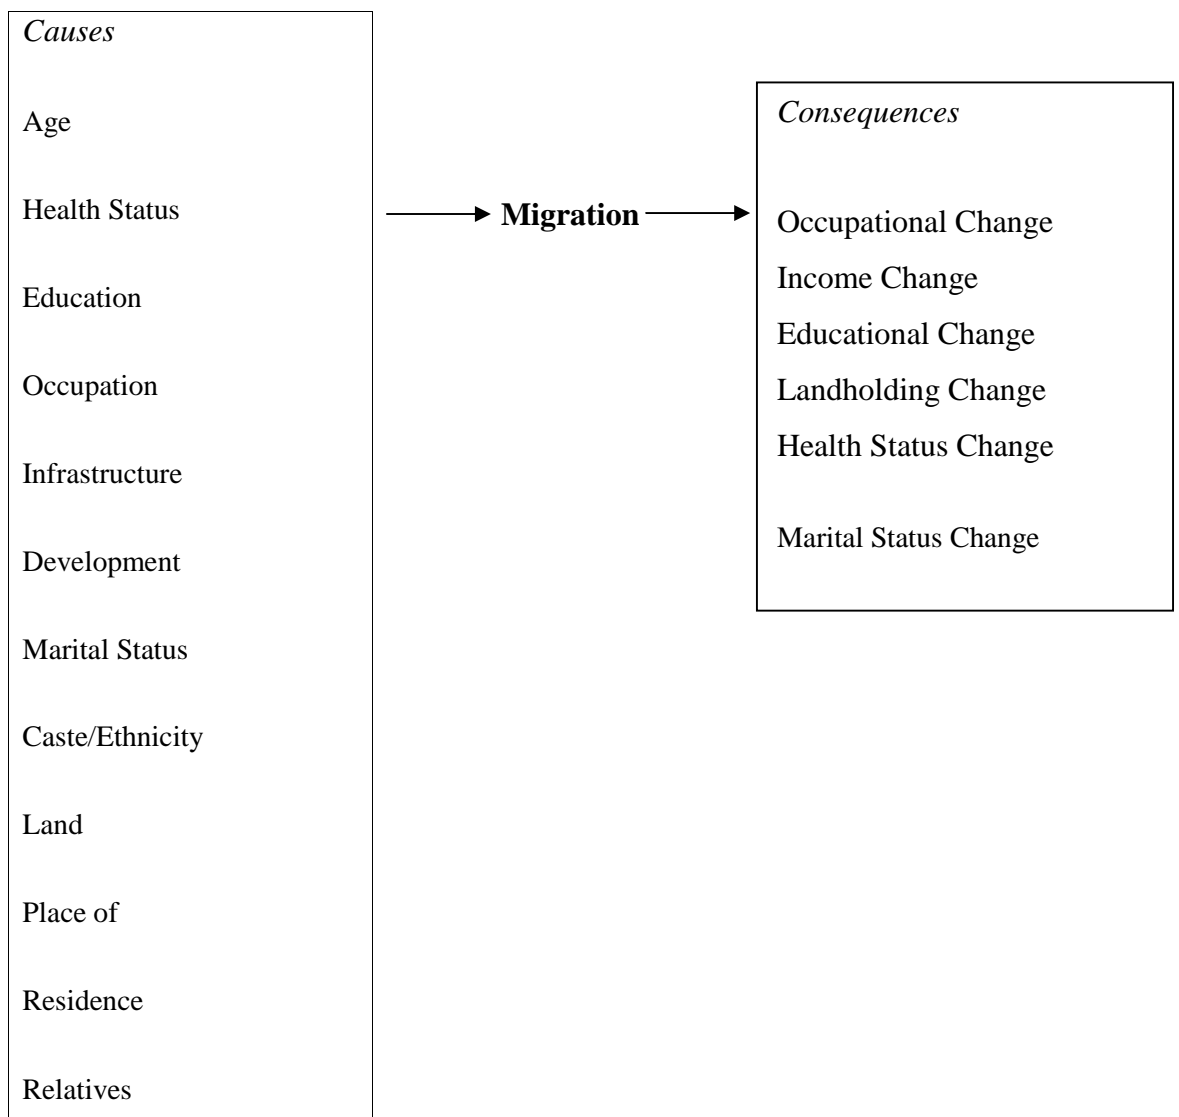 Causes
Age
Health Status
Education
Occupation
Infrastructure
Development
Marital Status
Caste/Ethnicity
Land
Place of
Residence
Relatives
Migration
Consequences
Occupational Change
Income Change
Educational Change
Landholding Change
Health Status Change
Marital Status Change